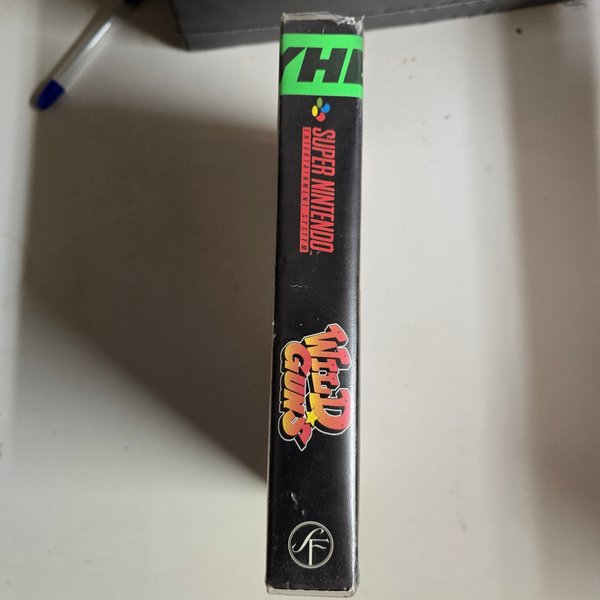 SUPER NINTENDO
ENTERTAINMENT SYSTEM
WILD
GUNS
SF